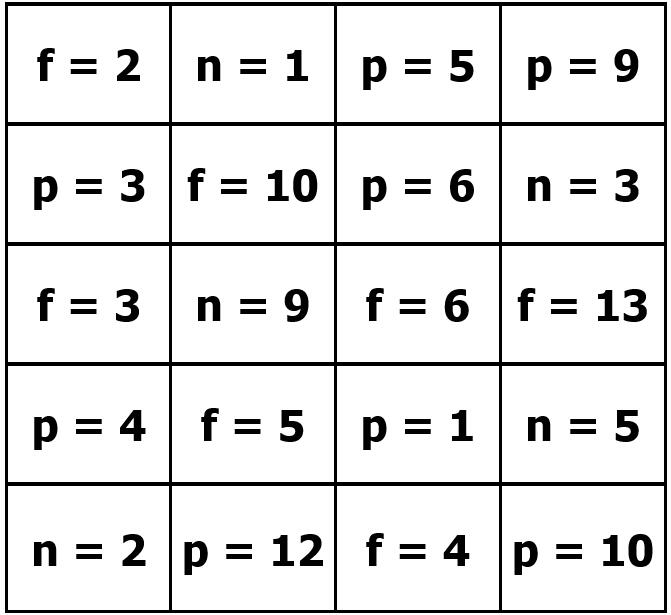 f = 2 n = 1 p = 5 p = 9
p = 3 f = 10 p = 6 n = 3
f = 3 n = 9 f = 6 f = 13
p = 4 f = 5 p = 1 n = 5
n = 2 p = 12 f = 4 p = 10